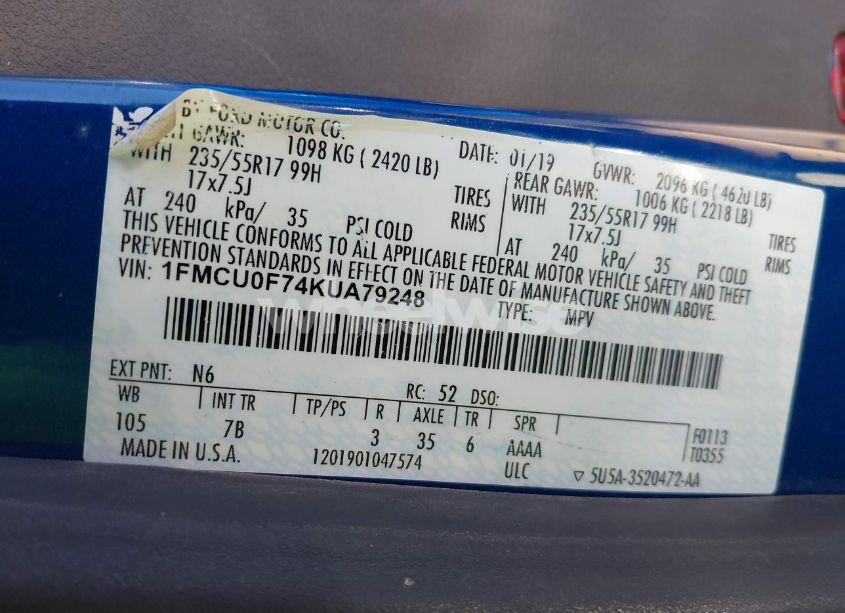 BY FORD MOTOR CO.
DATE: 01/19 GVWR: 2096 KG ( 4620 LB)
GAWR: 1098 KG ( 2420 LB) REAR GAWR: 1006 KG ( 2218 LB)
WITH 235/55R17 99H TIRES WITH 235/55R17 99H TIRES
17x7.5J RIMS 17x7.5J RIMS
AT 240 kPa/ 35 PSI COLD AT 240 kPa/ 35 PSI COLD
THIS VEHICLE CONFORMS TO ALL APPLICABLE FEDERAL MOTOR VEHICLE SAFETY AND THEFT
PREVENTION STANDARDS IN EFFECT ON THE DATE OF MANUFACTURE SHOWN ABOVE.
VIN: 1FMCU0F74KUA79248 TYPE: MPV
wheelwise
EXT PNT: N6 RC: 52 DSO:
WB INT TR TP/PS R AXLE TR SPR F0113
105 7B 3 35 6 AAAA T0355
MADE IN U.S.A. 1201901047574 ULC ▽ 5U5A-3520472-AA